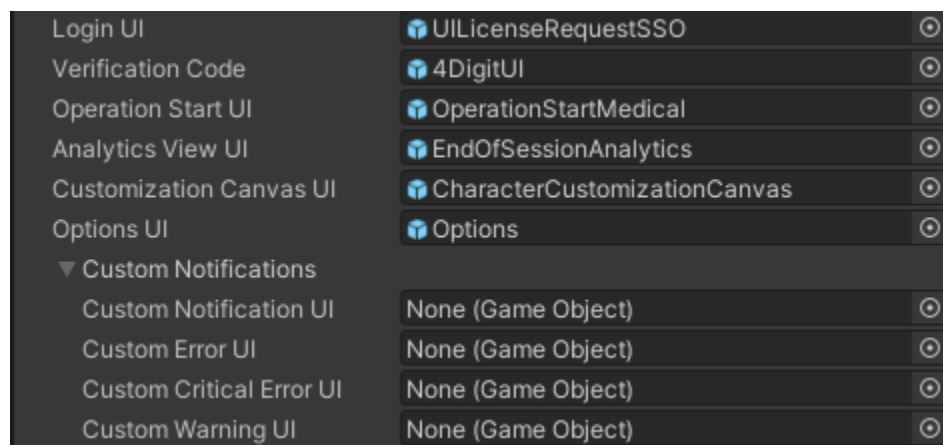 Login UI UILicenseRequestSSO
Verification Code 4DigitUI
Operation Start UI OperationStartMedical
Analytics View UI EndOfSessionAnalytics
Customization Canvas UI CharacterCustomizationCanvas
Options UI Options
Custom Notifications
Custom Notification UI None (Game Object)
Custom Error UI None (Game Object)
Custom Critical Error UI None (Game Object)
Custom Warning UI None (Game Object)